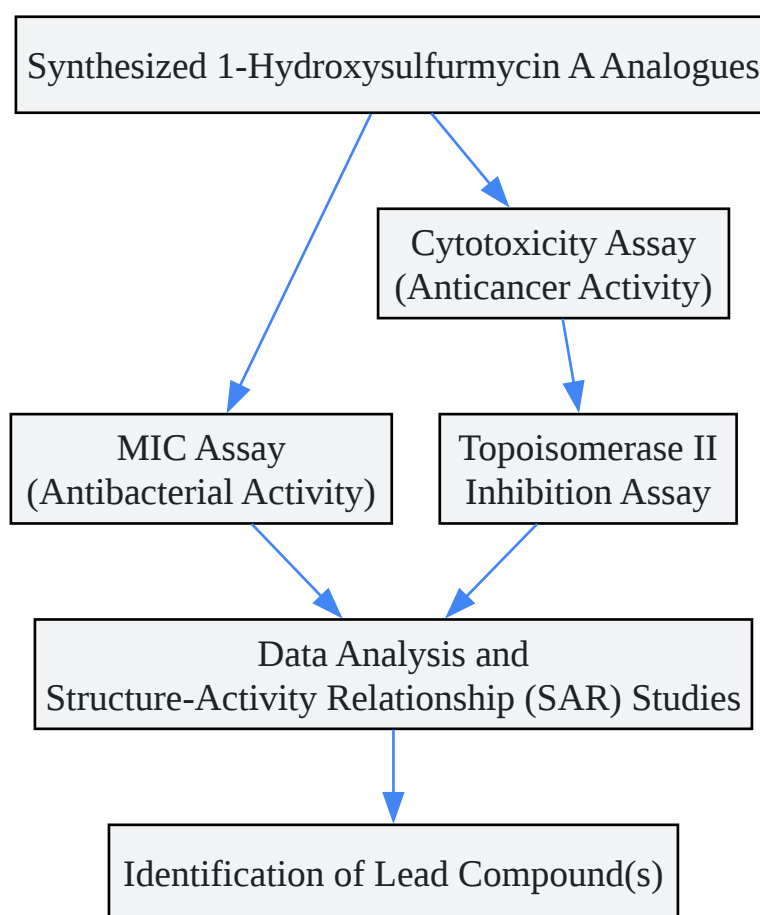 Synthesized 1-Hydroxysulfurmycin A Analogues
Cytotoxicity Assay
(Anticancer Activity)
MIC Assay
(Antibacterial Activity)
Topoisomerase II
Inhibition Assay
Data Analysis and
Structure-Activity Relationship (SAR) Studies
Identification of Lead Compound(s)